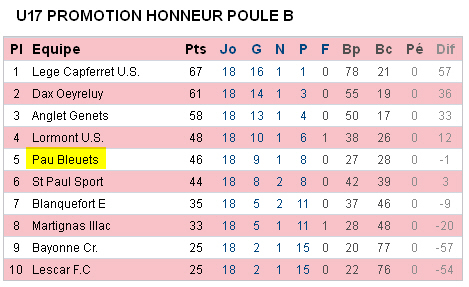 U17 PROMOTION HONNEUR POULE B
Pl Equipe Pts Jo G N P F Bp Bc Pé Dif
1 Lege Capferret U.S. 67 18 16 1 1 0 78 21 0 57
2 Dax Oeyreluy 61 18 14 1 3 0 55 19 0 36
3 Anglet Genets 58 18 13 1 4 0 50 17 0 33
4 Lormont U.S. 48 18 10 1 6 1 38 26 0 12
5 Pau Bleuets 46 18 9 1 8 0 27 28 0 -1
6 St Paul Sport 44 18 8 2 8 0 42 39 0 3
7 Blanquefort E 35 18 5 2 11 0 37 46 0 -9
8 Martignas Illac 33 18 5 1 11 1 28 48 0 -20
9 Bayonne Cr. 25 18 2 1 15 0 20 77 0 -57
10 Lescar F.C 25 18 2 1 15 0 22 76 0 -54